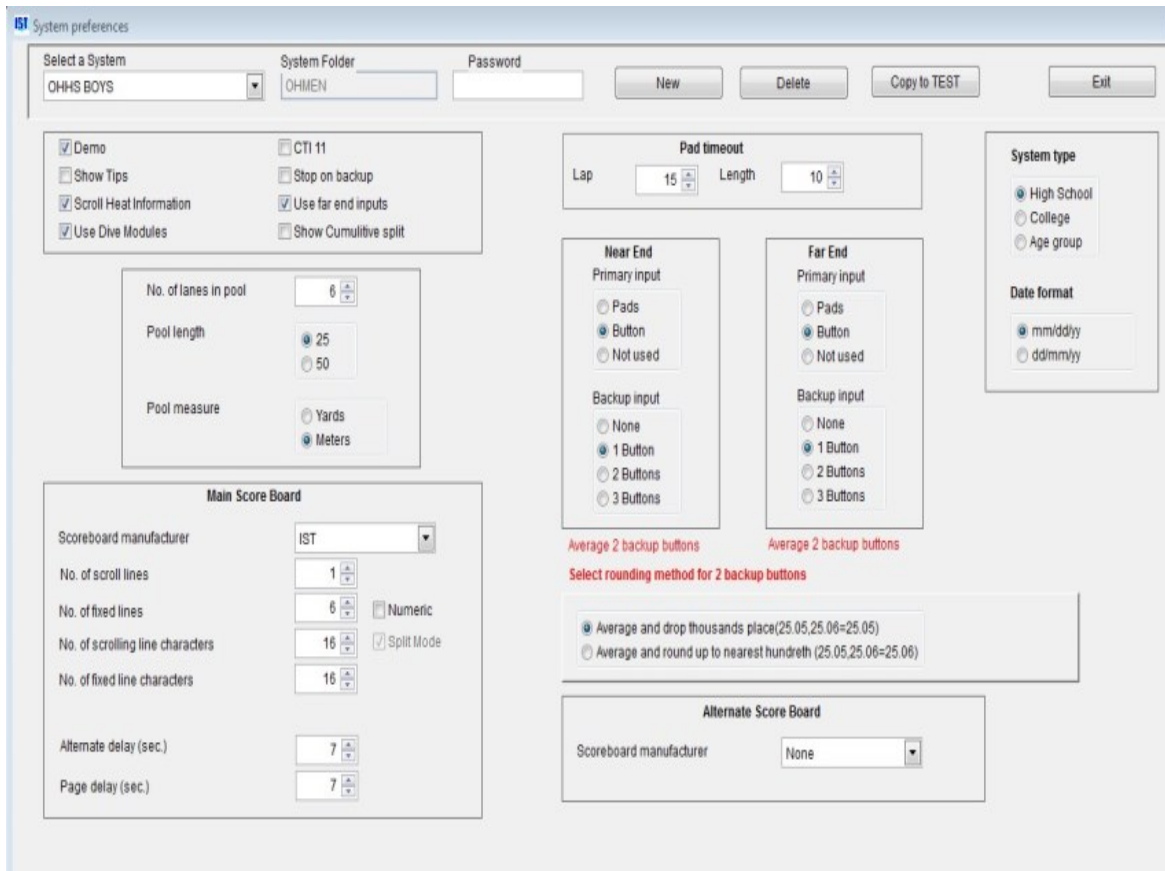 IST System preferences
Select a System
System Folder
Password
OHHS BOYS
OHMEN
New
Delete
Copy to TEST
Exit
Demo
CTI 11
Show Tips
Stop on backup
Scroll Heat Information
Use far end inputs
Use Dive Modules
Show Cumulitive split
No. of lanes in pool
6
Pool length
25
50
Pool measure
Yards
Meters
Main Score Board
Scoreboard manufacturer
IST
No. of scroll lines
1
No. of fixed lines
6
Numeric
No. of scrolling line characters
16
Split Mode
No. of fixed line characters
16
Alternate delay (sec.)
7
Page delay (sec.)
7
Pad timeout
Lap
15
Length
10
Near End
Primary input
Pads
Button
Not used
Backup input
None
1 Button
2 Buttons
3 Buttons
Average 2 backup buttons
Far End
Primary input
Pads
Button
Not used
Backup input
None
1 Button
2 Buttons
3 Buttons
Average 2 backup buttons
Select rounding method for 2 backup buttons
Average and drop thousands place(25.05,25.06=25.05)
Average and round up to nearest hundreth (25.05,25.06=25.06)
Alternate Score Board
Scoreboard manufacturer
None
System type
High School
College
Age group
Date format
mm/dd/yy
dd/mm/yy